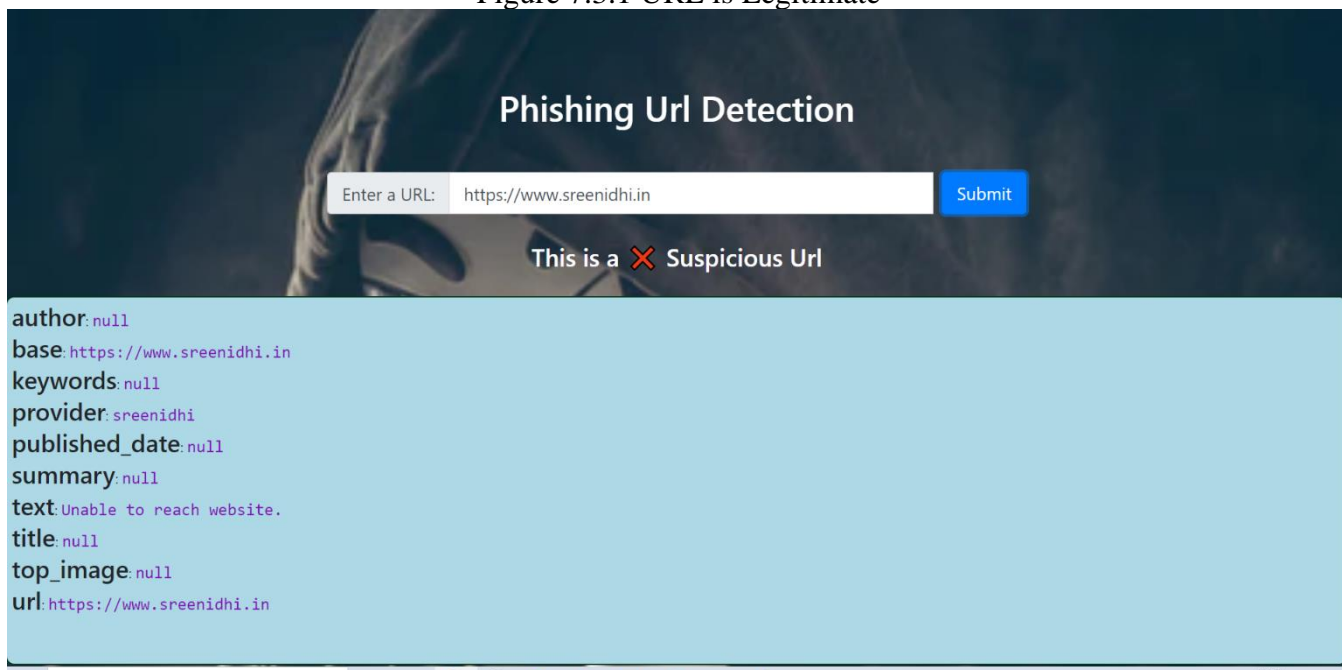 Figure 7.3.1 URL is Legitimate
Phishing Url Detection
Enter a URL: https://www.sreenidhi.in Submit
This is a ❌ Suspicious Url
author: null
base: https://www.sreenidhi.in
keywords: null
provider: sreenidhi
published_date: null
summary: null
text: Unable to reach website.
title: null
top_image: null
url: https://www.sreenidhi.in